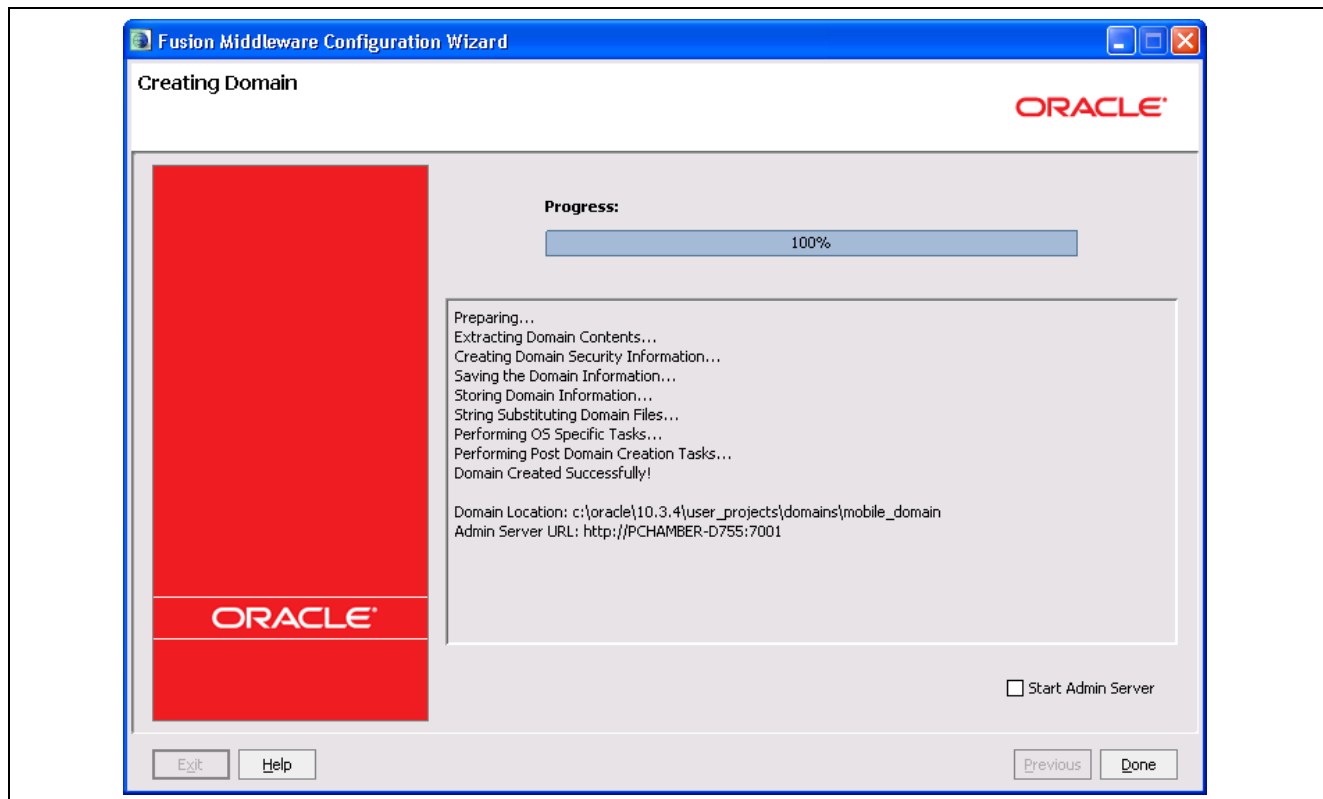 Fusion Middleware Configuration Wizard
Creating Domain
ORACLE
Progress:
100%
Preparing...
Extracting Domain Contents...
Creating Domain Security Information...
Saving the Domain Information...
Storing Domain Information...
String Substituting Domain Files...
Performing OS Specific Tasks...
Performing Post Domain Creation Tasks...
Domain Created Successfully!
Domain Location: c:\oracle\10.3.4\user_projects\domains\mobile_domain
Admin Server URL: http://PCHAMBER-D755:7001
ORACLE
Start Admin Server
Exit
Help
Previous
Done